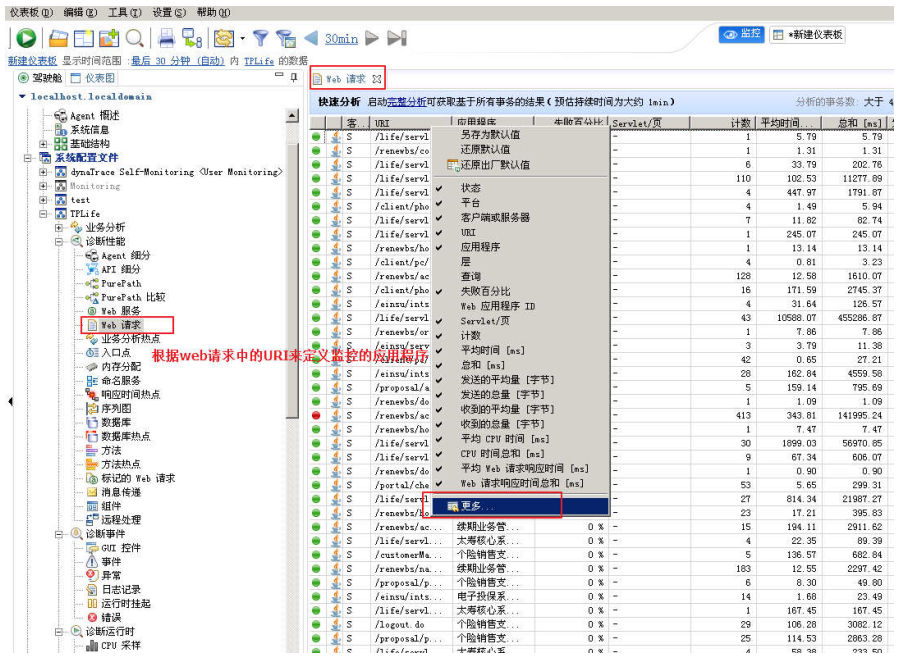 仪表板(D) 编辑(E) 工具(T) 设置(S) 帮助(H)
30min
监控 *新建仪表板
新建仪表板 显示时间范围:最后 30 分钟 (自动) 内 TPLife 的数据
驾驶舱 仪表图
Web 请求
localhost.localdomain
快速分析 启动完整分析可获取基于所有事务的结果(预估持续时间为大约 1min) 分析的事务数: 大于 4
Agent 概述
系统信息
基础结构
系统配置文件
dynaTrace Self-Monitoring (User Monitoring)
Monitoring
test
TPLife
业务分析
诊断性能
Agent 细分
API 细分
PurePath
PurePath 比较
Web 服务
Web 请求
业务分析热点
入口点
内存分配
命名服务
响应时间热点
序列图
数据库
数据库热点
方法
方法热点
标记的 Web 请求
消息传递
组件
远程处理
诊断事件
GUI 控件
事件
异常
日志记录
运行时挂起
错误
诊断运行时
CPU 采样
根据web请求中的URI来定义监控的应用程序
客... URI 应用程序 失败百分比 Servlet/页 计数 平均时间... 总和 [ms]
另存为默认值
还原默认值
还原出厂默认值
状态
平台
客户端或服务器
URI
应用程序
层
查询
失败百分比
Web 应用程序 ID
Servlet/页
计数
平均时间 [ms]
总和 [ms]
发送的平均量 [字节]
发送的总量 [字节]
收到的平均量 [字节]
收到的总量 [字节]
平均 CPU 时间 [ms]
CPU 时间总和 [ms]
平均 Web 请求响应时间 [ms]
Web 请求响应时间总和 [ms]
更多...
S /life/servl - 1 5.79 5.79
S /renewbs/co - 1 1.31 1.31
S /life/servl - 6 33.79 202.76
S /life/servl - 110 102.53 11277.89
S /life/servl - 4 447.97 1791.87
S /client/pho - 4 1.49 5.94
S /life/servl - 7 11.82 82.74
S /life/servl - 1 245.07 245.07
S /renewbs/ho - 1 13.14 13.14
S /client/pc/ - 4 0.81 3.23
S /renewbs/ac - 128 12.58 1610.07
S /client/pho - 16 171.59 2745.37
S /einsu/ints - 4 31.64 126.57
S /life/servl - 43 10588.07 455286.87
S /renewbs/or - 1 7.86 7.86
S /einsu/serv - 3 3.79 11.38
S /client/pc/ - 42 0.65 27.21
S /einsu/ints - 28 162.84 4559.58
S /proposal/a - 5 159.14 795.69
S /renewbs/do - 1 1.09 1.09
S /renewbs/ac - 413 343.81 141995.24
S /renewbs/ho - 1 7.47 7.47
S /life/servl - 30 1899.03 56970.85
S /life/servl - 9 67.34 606.07
S /renewbs/do - 1 0.90 0.90
S /portal/che - 53 5.65 299.31
S /life/servl - 27 814.34 21987.27
S /renewbs/ho - 23 17.21 395.83
S /renewbs/ac... 续期业务管... 0 % - 15 194.11 2911.62
S /life/servl... 太寿核心系... 0 % - 4 22.35 89.39
S /customerMa... 个险销售支... 0 % - 5 136.57 682.84
S /renewbs/na... 续期业务管... 0 % - 183 12.55 2297.42
S /proposal/p... 个险销售支... 0 % - 6 8.30 49.80
S /einsu/ints... 电子投保系... 0 % - 14 1.68 23.49
S /life/servl... 太寿核心系... 0 % - 1 167.45 167.45
S /logout.do 个险销售支... 0 % - 29 106.28 3082.12
S /proposal/p... 个险销售支... 0 % - 25 114.53 2863.28
S /life/servl... 太寿核心系... 0 % - 4 58.38 233.50